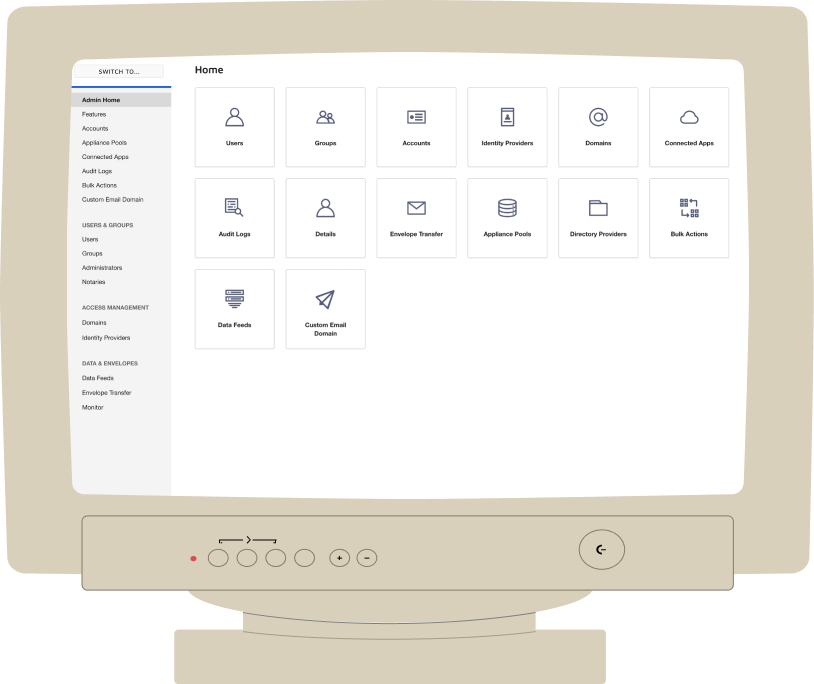 SWITCH TO...
Admin Home
Features
Accounts
Appliance Pools
Connected Apps
Audit Logs
Bulk Actions
Custom Email Domain
USERS & GROUPS
Users
Groups
Administrators
Notaries
ACCESS MANAGEMENT
Domains
Identity Providers
DATA & ENVELOPES
Data Feeds
Envelope Transfer
Monitor
Home
Users
Groups
Accounts
Identity Providers
Domains
Connected Apps
Audit Logs
Details
Envelope Transfer
Appliance Pools
Directory Providers
Bulk Actions
Data Feeds
Custom Email
Domain